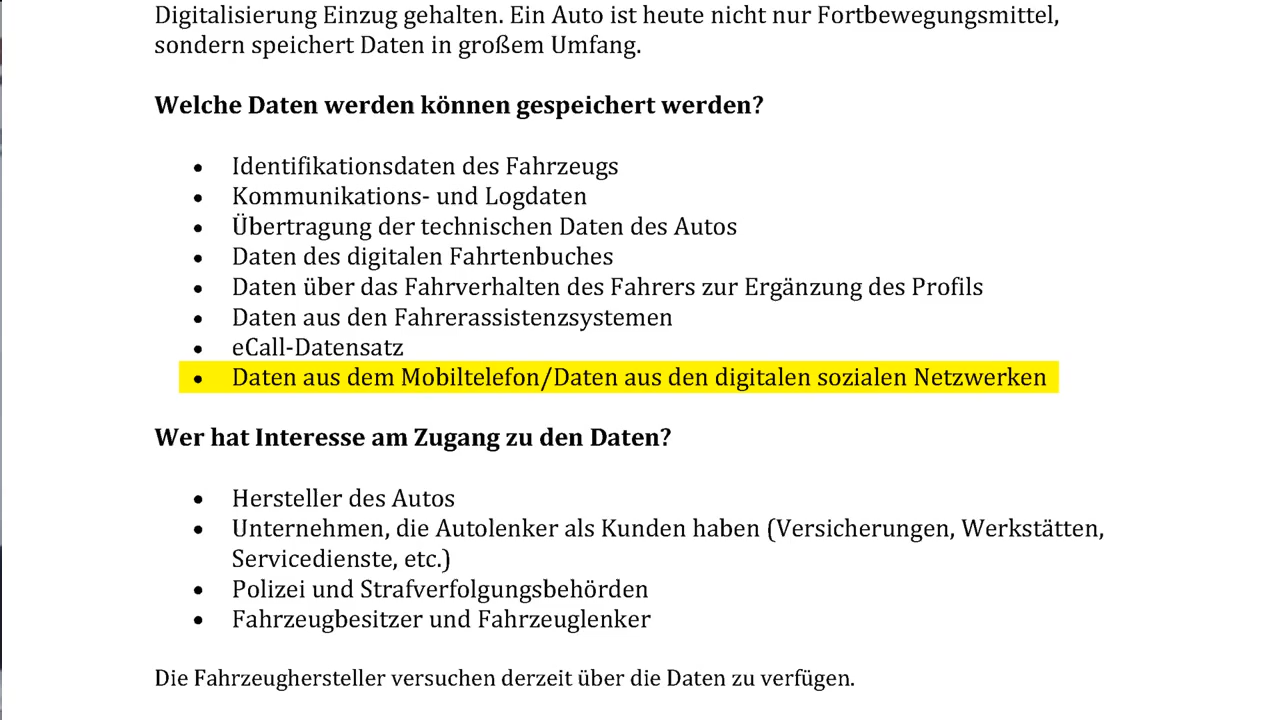 Digitalisierung Einzug gehalten. Ein Auto ist heute nicht nur Fortbewegungsmittel,
sondern speichert Daten in großem Umfang.
Welche Daten werden können gespeichert werden?
• Identifikationsdaten des Fahrzeugs
• Kommunikations- und Logdaten
• Übertragung der technischen Daten des Autos
• Daten des digitalen Fahrtenbuches
• Daten über das Fahrverhalten des Fahrers zur Ergänzung des Profils
• Daten aus den Fahrerassistenzsystemen
• eCall-Datensatz
• Daten aus dem Mobiltelefon/Daten aus den digitalen sozialen Netzwerken
Wer hat Interesse am Zugang zu den Daten?
• Hersteller des Autos
• Unternehmen, die Autolenker als Kunden haben (Versicherungen, Werkstätten,
Servicedienste, etc.)
• Polizei und Strafverfolgungsbehörden
• Fahrzeugbesitzer und Fahrzeuglenker
Die Fahrzeughersteller versuchen derzeit über die Daten zu verfügen.